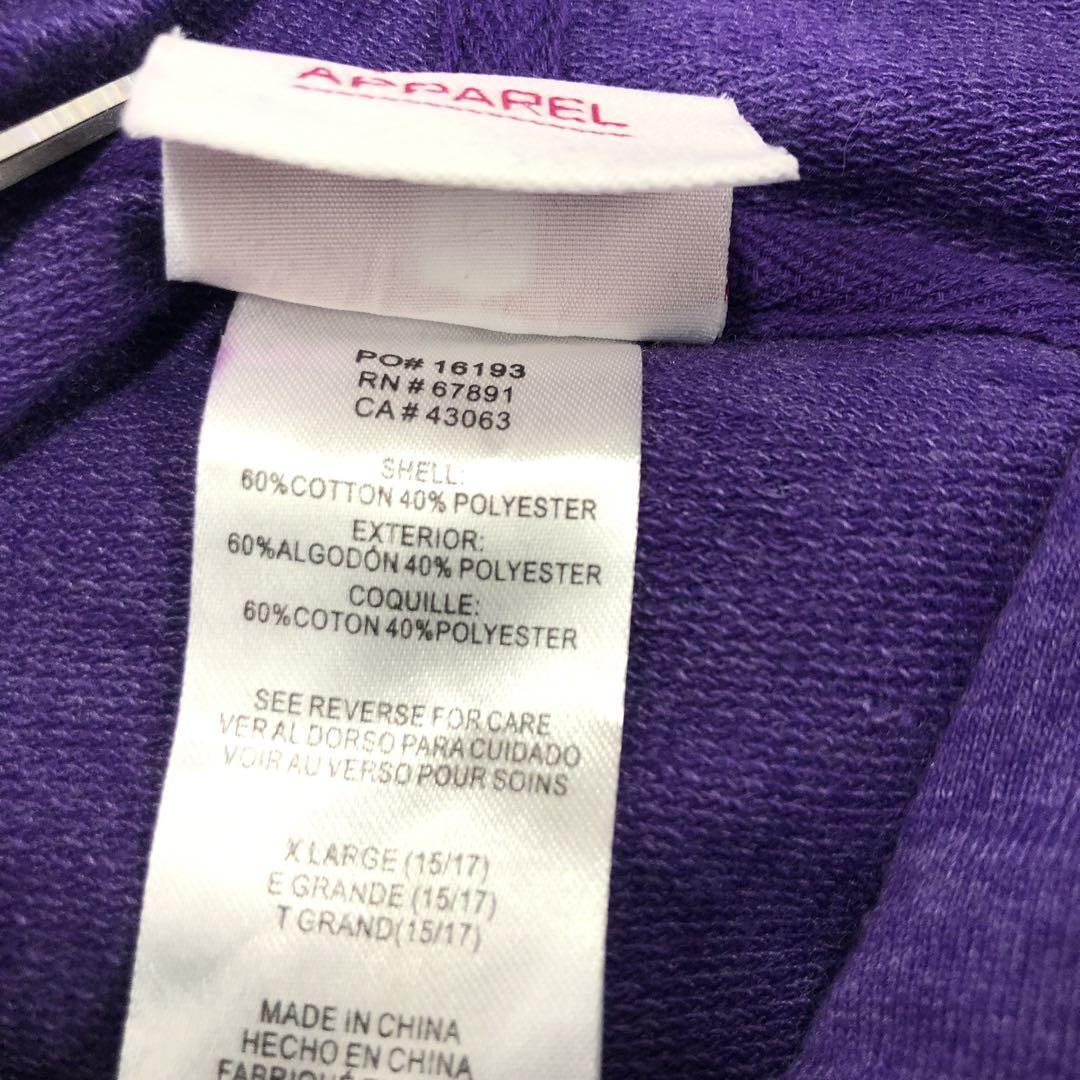 APPAREL
PO# 16193
RN # 67891
CA # 43063
SHELL:
60%COTTON 40% POLYESTER
EXTERIOR:
60%ALGODÓN 40% POLYESTER
COQUILLE:
60%COTON 40%POLYESTER
SEE REVERSE FOR CARE
VER AL DORSO PARA CUIDADO
VOIR AU VERSO POUR SOINS
X LARGE (15/17)
E GRANDE (15/17)
T GRAND(15/17)
MADE IN CHINA
HECHO EN CHINA
FABRIQUÉ